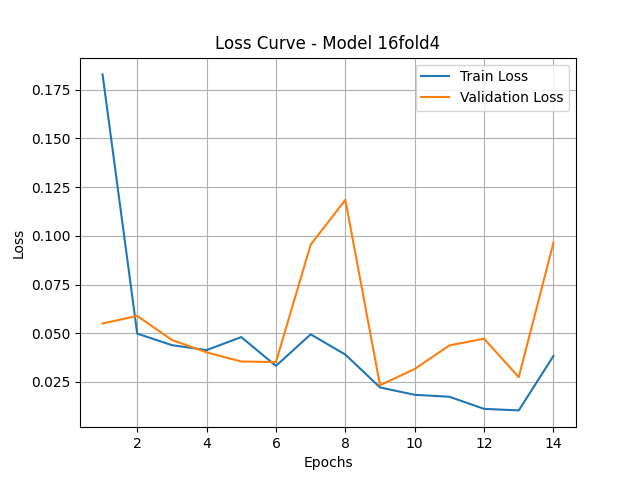 Loss Curve - Model 16fold4
Train Loss
Validation Loss
0.175
0.150
0.125
0.100
0.075
0.050
0.025
Loss
2 4 6 8 10 12 14
Epochs